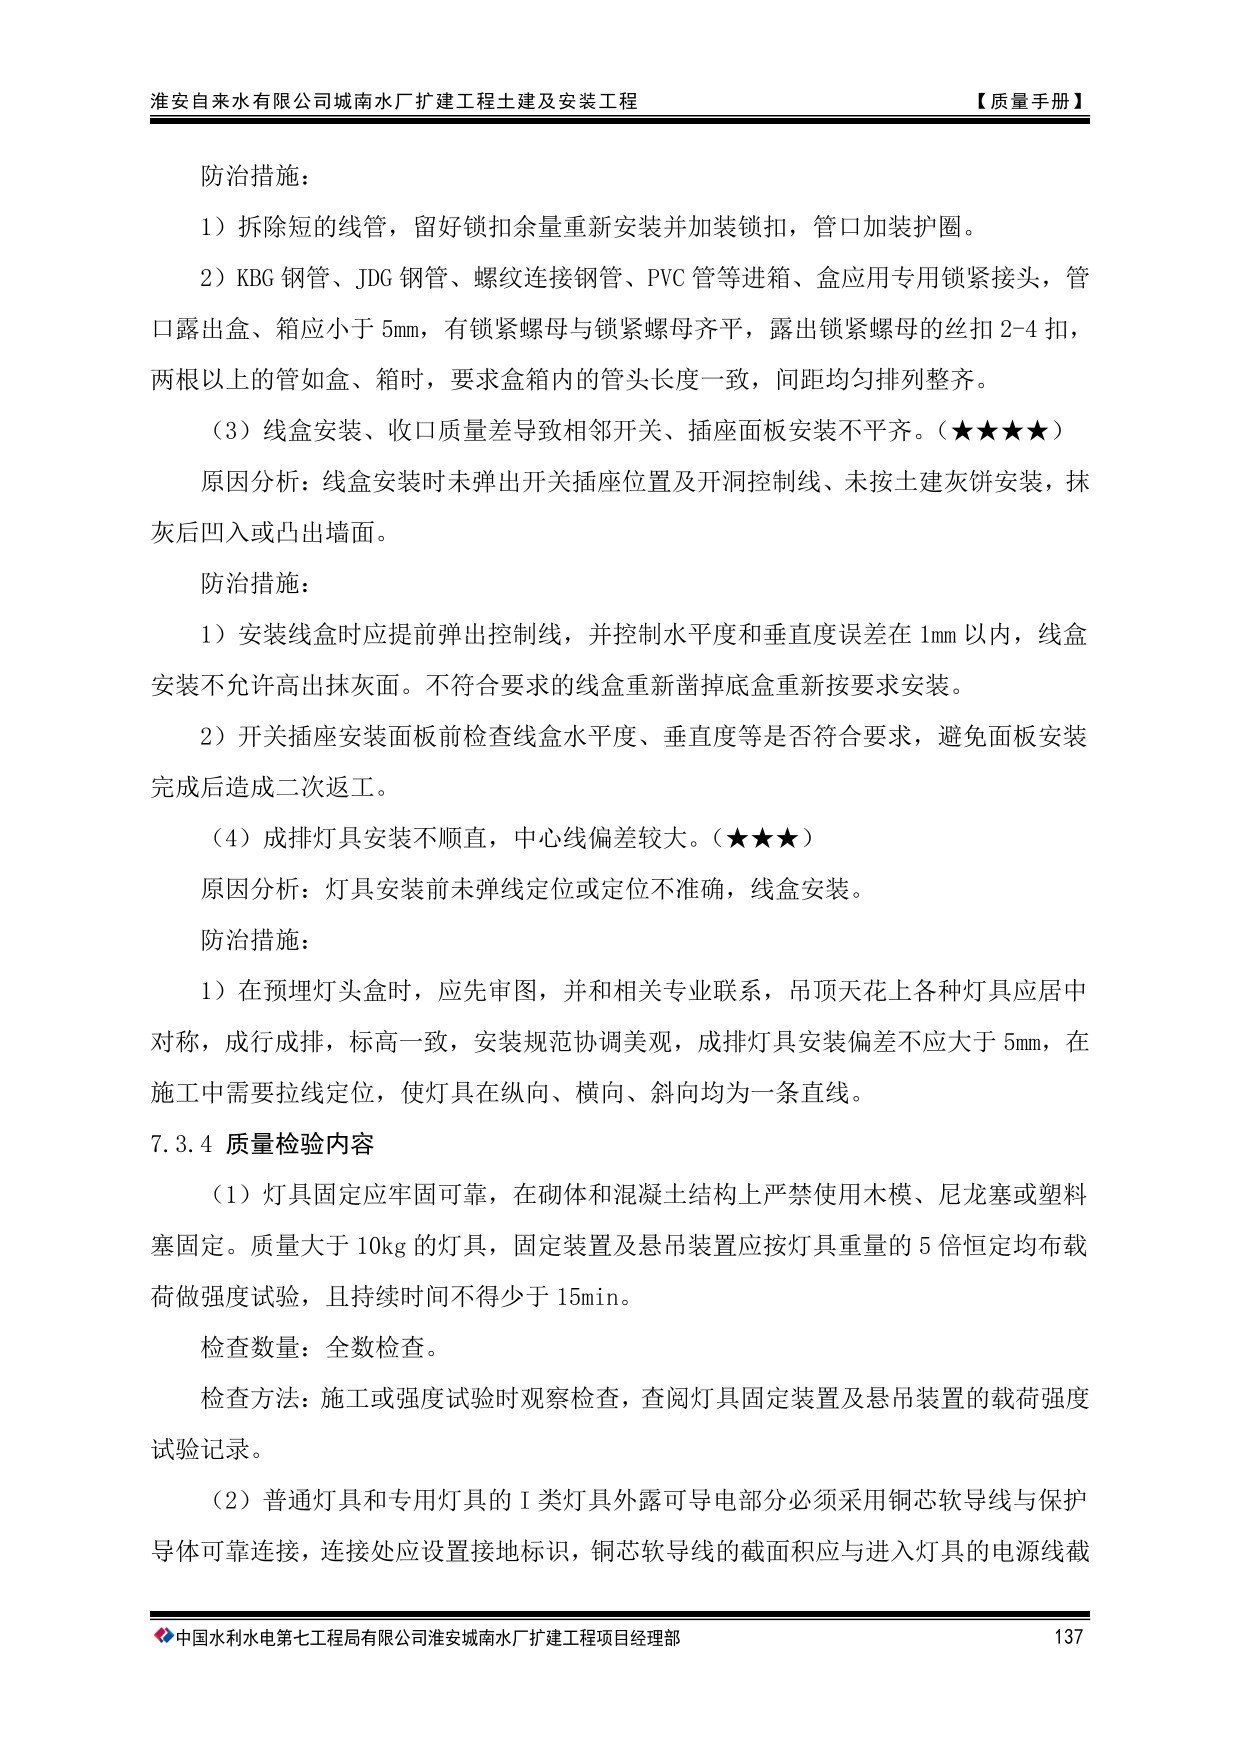 淮安自来水有限公司城南水厂扩建工程土建及安装工程 【质量手册】
防治措施：
1）拆除短的线管，留好锁扣余量重新安装并加装锁扣，管口加装护圈。
2）KBG 钢管、JDG 钢管、螺纹连接钢管、PVC 管等进箱、盒应用专用锁紧接头，管
口露出盒、箱应小于 5mm，有锁紧螺母与锁紧螺母齐平，露出锁紧螺母的丝扣 2-4 扣，
两根以上的管如盒、箱时，要求盒箱内的管头长度一致，间距均匀排列整齐。
（3）线盒安装、收口质量差导致相邻开关、插座面板安装不平齐。（★★★★）
原因分析：线盒安装时未弹出开关插座位置及开洞控制线、未按土建灰饼安装，抹
灰后凹入或凸出墙面。
防治措施：
1）安装线盒时应提前弹出控制线，并控制水平度和垂直度误差在 1mm 以内，线盒
安装不允许高出抹灰面。不符合要求的线盒重新凿掉底盒重新按要求安装。
2）开关插座安装面板前检查线盒水平度、垂直度等是否符合要求，避免面板安装
完成后造成二次返工。
（4）成排灯具安装不顺直，中心线偏差较大。（★★★）
原因分析：灯具安装前未弹线定位或定位不准确，线盒安装。
防治措施：
1）在预埋灯头盒时，应先审图，并和相关专业联系，吊顶天花上各种灯具应居中
对称，成行成排，标高一致，安装规范协调美观，成排灯具安装偏差不应大于 5mm，在
施工中需要拉线定位，使灯具在纵向、横向、斜向均为一条直线。
7.3.4 质量检验内容
（1）灯具固定应牢固可靠，在砌体和混凝土结构上严禁使用木模、尼龙塞或塑料
塞固定。质量大于 10kg 的灯具，固定装置及悬吊装置应按灯具重量的 5 倍恒定均布载
荷做强度试验，且持续时间不得少于 15min。
检查数量：全数检查。
检查方法：施工或强度试验时观察检查，查阅灯具固定装置及悬吊装置的载荷强度
试验记录。
（2）普通灯具和专用灯具的 I 类灯具外露可导电部分必须采用铜芯软导线与保护
导体可靠连接，连接处应设置接地标识，铜芯软导线的截面积应与进入灯具的电源线截
中国水利水电第七工程局有限公司淮安城南水厂扩建工程项目经理部 137